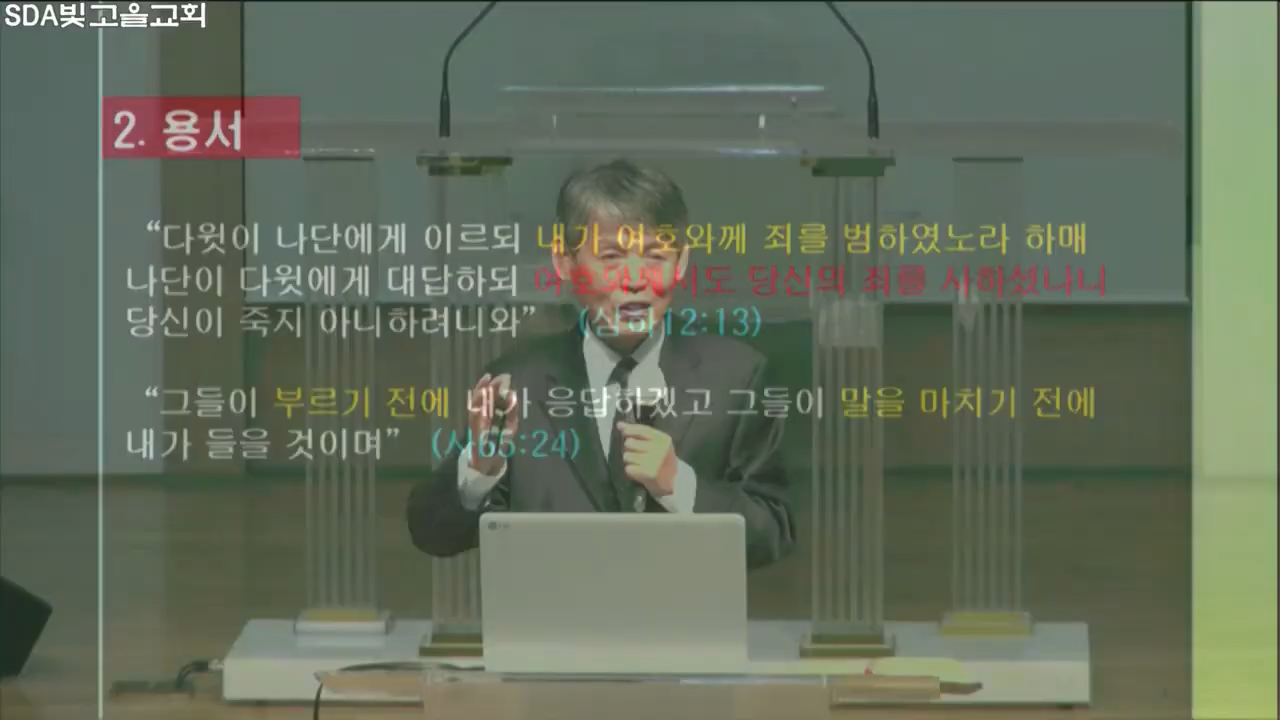 SDA빛고을교회
2. 용서
“다윗이 나단에게 이르되 내가 여호와께 죄를 범하였노라 하매
나단이 다윗에게 대답하되 여호와께서도 당신의 죄를 사하셨나니
당신이 죽지 아니하려니와” (삼하12:13)
“그들이 부르기 전에 내가 응답하겠고 그들이 말을 마치기 전에
내가 들을 것이며” (사65:24)